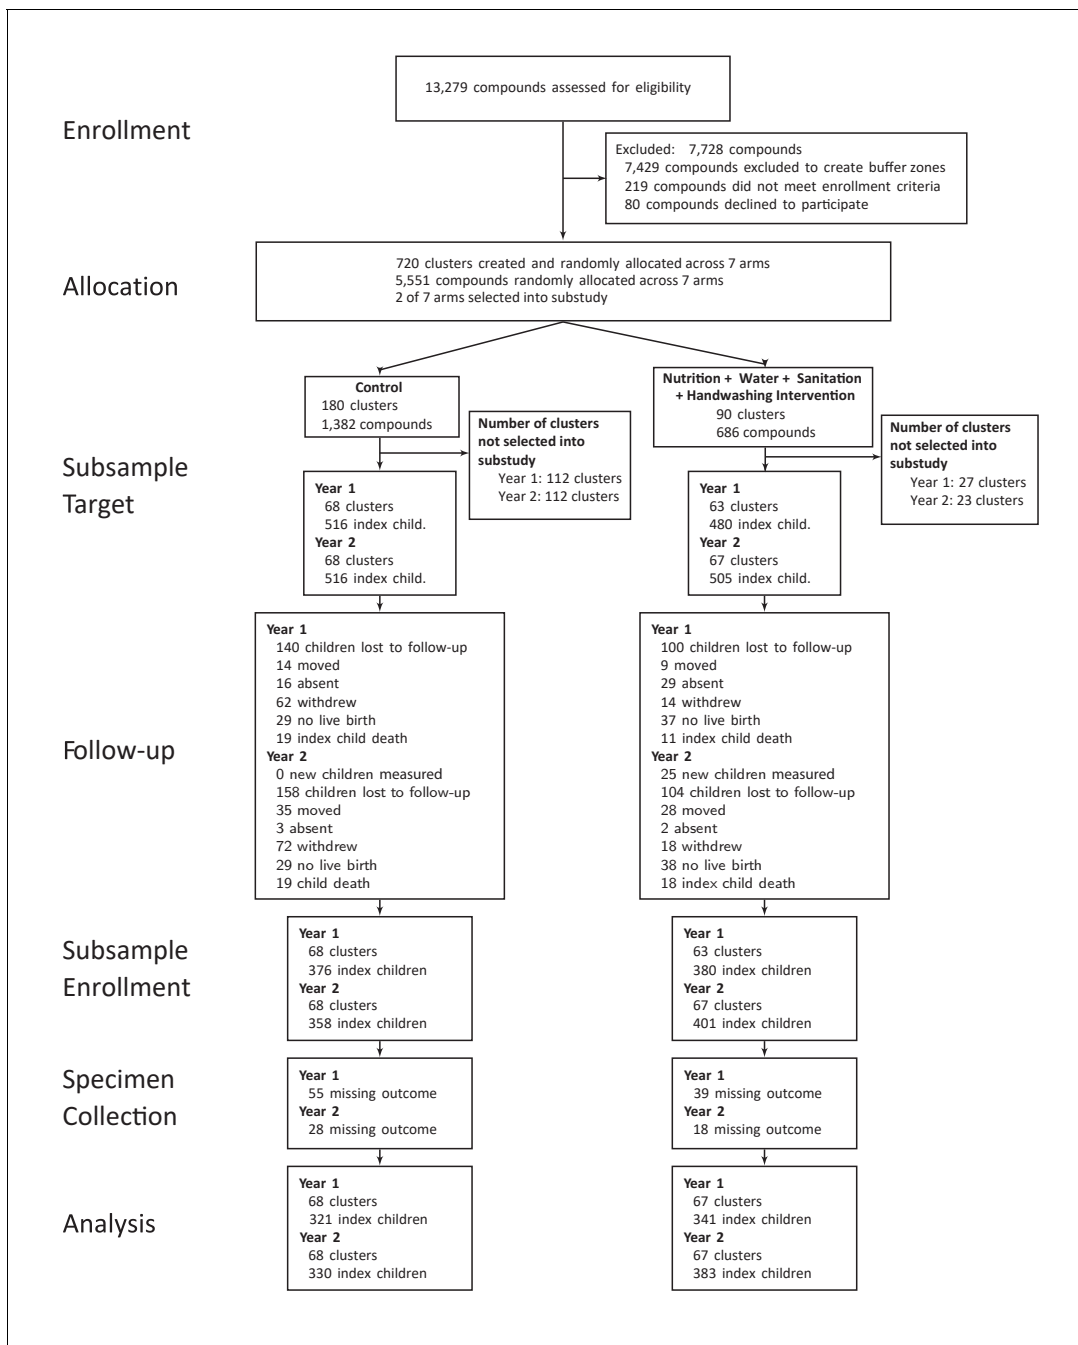 Enrollment
13,279 compounds assessed for eligibility
Excluded: 7,728 compounds
7,429 compounds excluded to create buffer zones
219 compounds did not meet enrollment criteria
80 compounds declined to participate
Allocation
720 clusters created and randomly allocated across 7 arms
5,551 compounds randomly allocated across 7 arms
2 of 7 arms selected into substudy
Control
180 clusters
1,382 compounds
Nutrition + Water + Sanitation
+ Handwashing Intervention
90 clusters
686 compounds
Number of clusters
not selected into
substudy
Year 1: 112 clusters
Year 2: 112 clusters
Number of clusters
not selected into
substudy
Year 1: 27 clusters
Year 2: 23 clusters
Subsample
Target
Year 1
68 clusters
516 index child.
Year 2
68 clusters
516 index child.
Year 1
63 clusters
480 index child.
Year 2
67 clusters
505 index child.
Follow-up
Year 1
140 children lost to follow-up
14 moved
16 absent
62 withdrew
29 no live birth
19 index child death
Year 2
0 new children measured
158 children lost to follow-up
35 moved
3 absent
72 withdrew
29 no live birth
19 child death
Year 1
100 children lost to follow-up
9 moved
29 absent
14 withdrew
37 no live birth
11 index child death
Year 2
25 new children measured
104 children lost to follow-up
28 moved
2 absent
18 withdrew
38 no live birth
18 index child death
Subsample
Enrollment
Year 1
68 clusters
376 index children
Year 2
68 clusters
358 index children
Year 1
63 clusters
380 index children
Year 2
67 clusters
401 index children
Specimen
Collection
Year 1
55 missing outcome
Year 2
28 missing outcome
Year 1
39 missing outcome
Year 2
18 missing outcome
Analysis
Year 1
68 clusters
321 index children
Year 2
68 clusters
330 index children
Year 1
67 clusters
341 index children
Year 2
67 clusters
383 index children